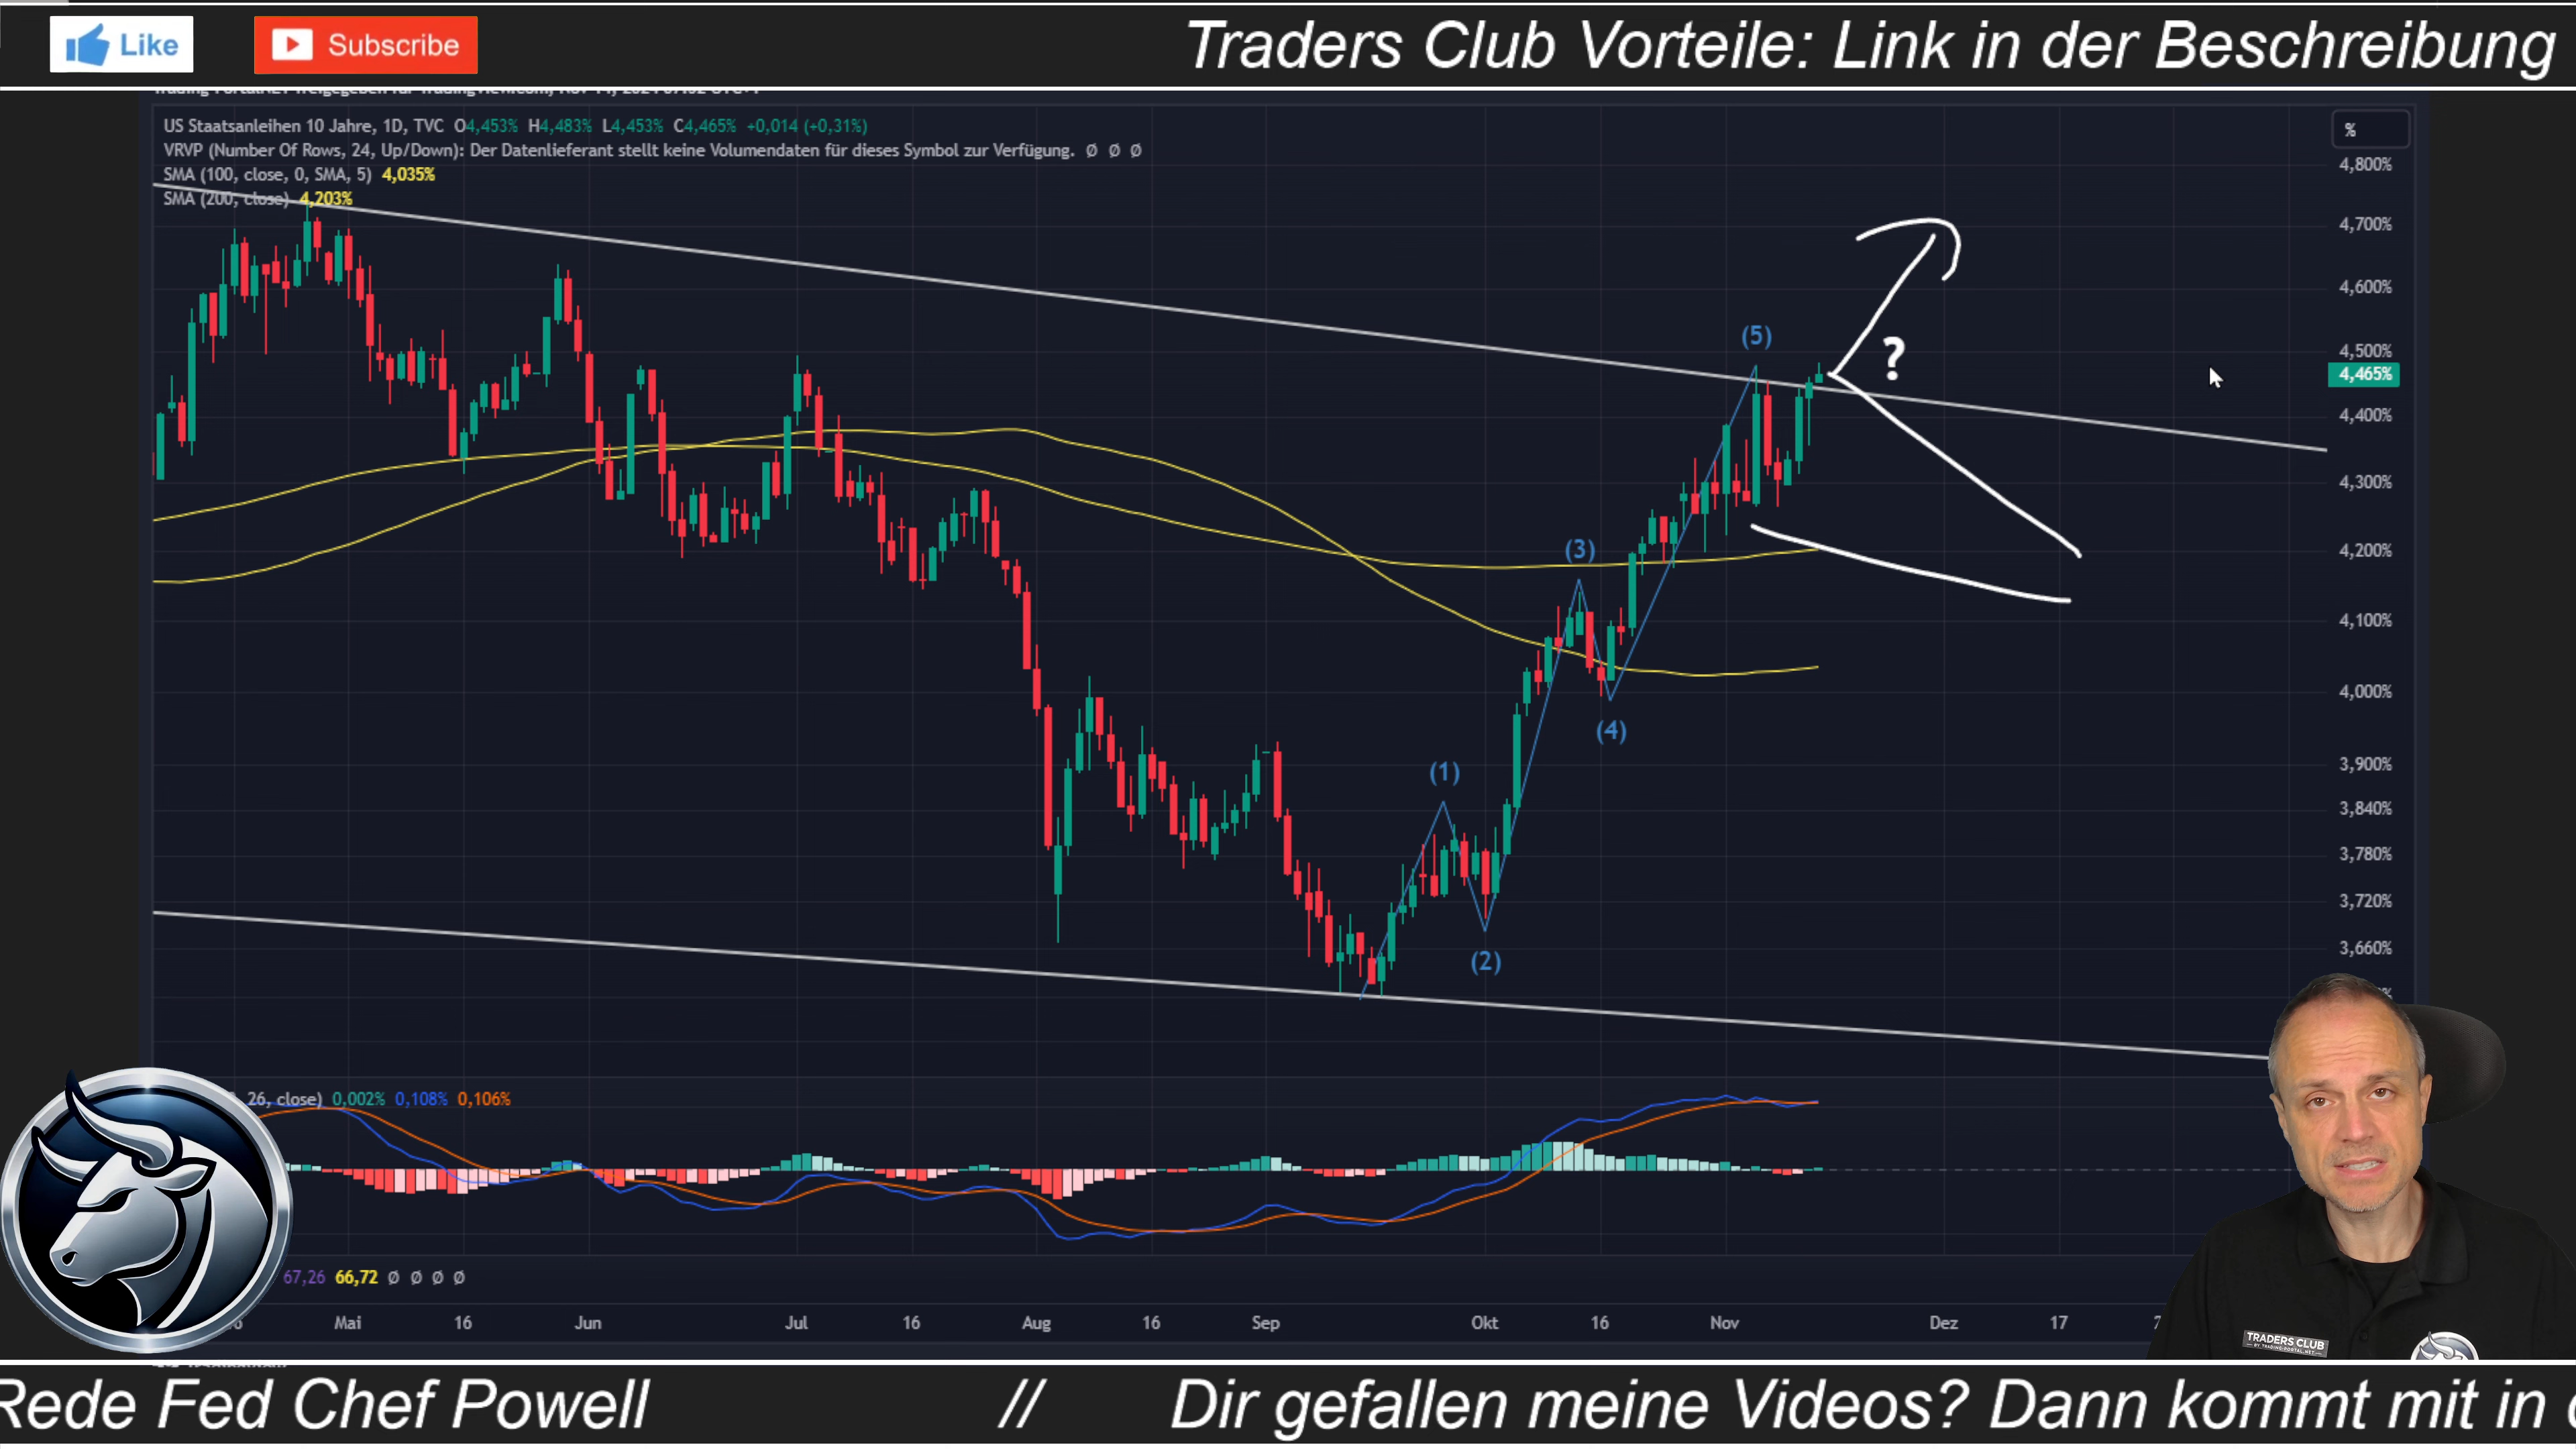 Like
Subscribe
Traders Club Vorteile: Link in der Beschreibung
US Staatsanleihen 10 Jahre, 1D, TVC O4,453% H4,483% L4,453% C4,465% +0,014 (+0,31%)
VRVP (Number Of Rows, 24, Up/Down): Der Datenlieferant stellt keine Volumendaten für dieses Symbol zur Verfügung. Ø Ø Ø
SMA (100, close, 0, SMA, 5) 4,035%
SMA (200, close) 4,203%
%
4,800%
4,700%
4,600%
4,500%
4,465%
4,400%
4,300%
4,200%
4,100%
4,000%
3,900%
3,840%
3,780%
3,720%
3,660%
(5)
?
(3)
(4)
(1)
(2)
26, close) 0,002% 0,108% 0,106%
67,26 66,72 Ø Ø Ø Ø
Mai 16 Jun Jul 16 Aug 16 Sep Okt 16 Nov Dez 17
TRADERS CLUB
Rede Fed Chef Powell // Dir gefallen meine Videos? Dann kommt mit in